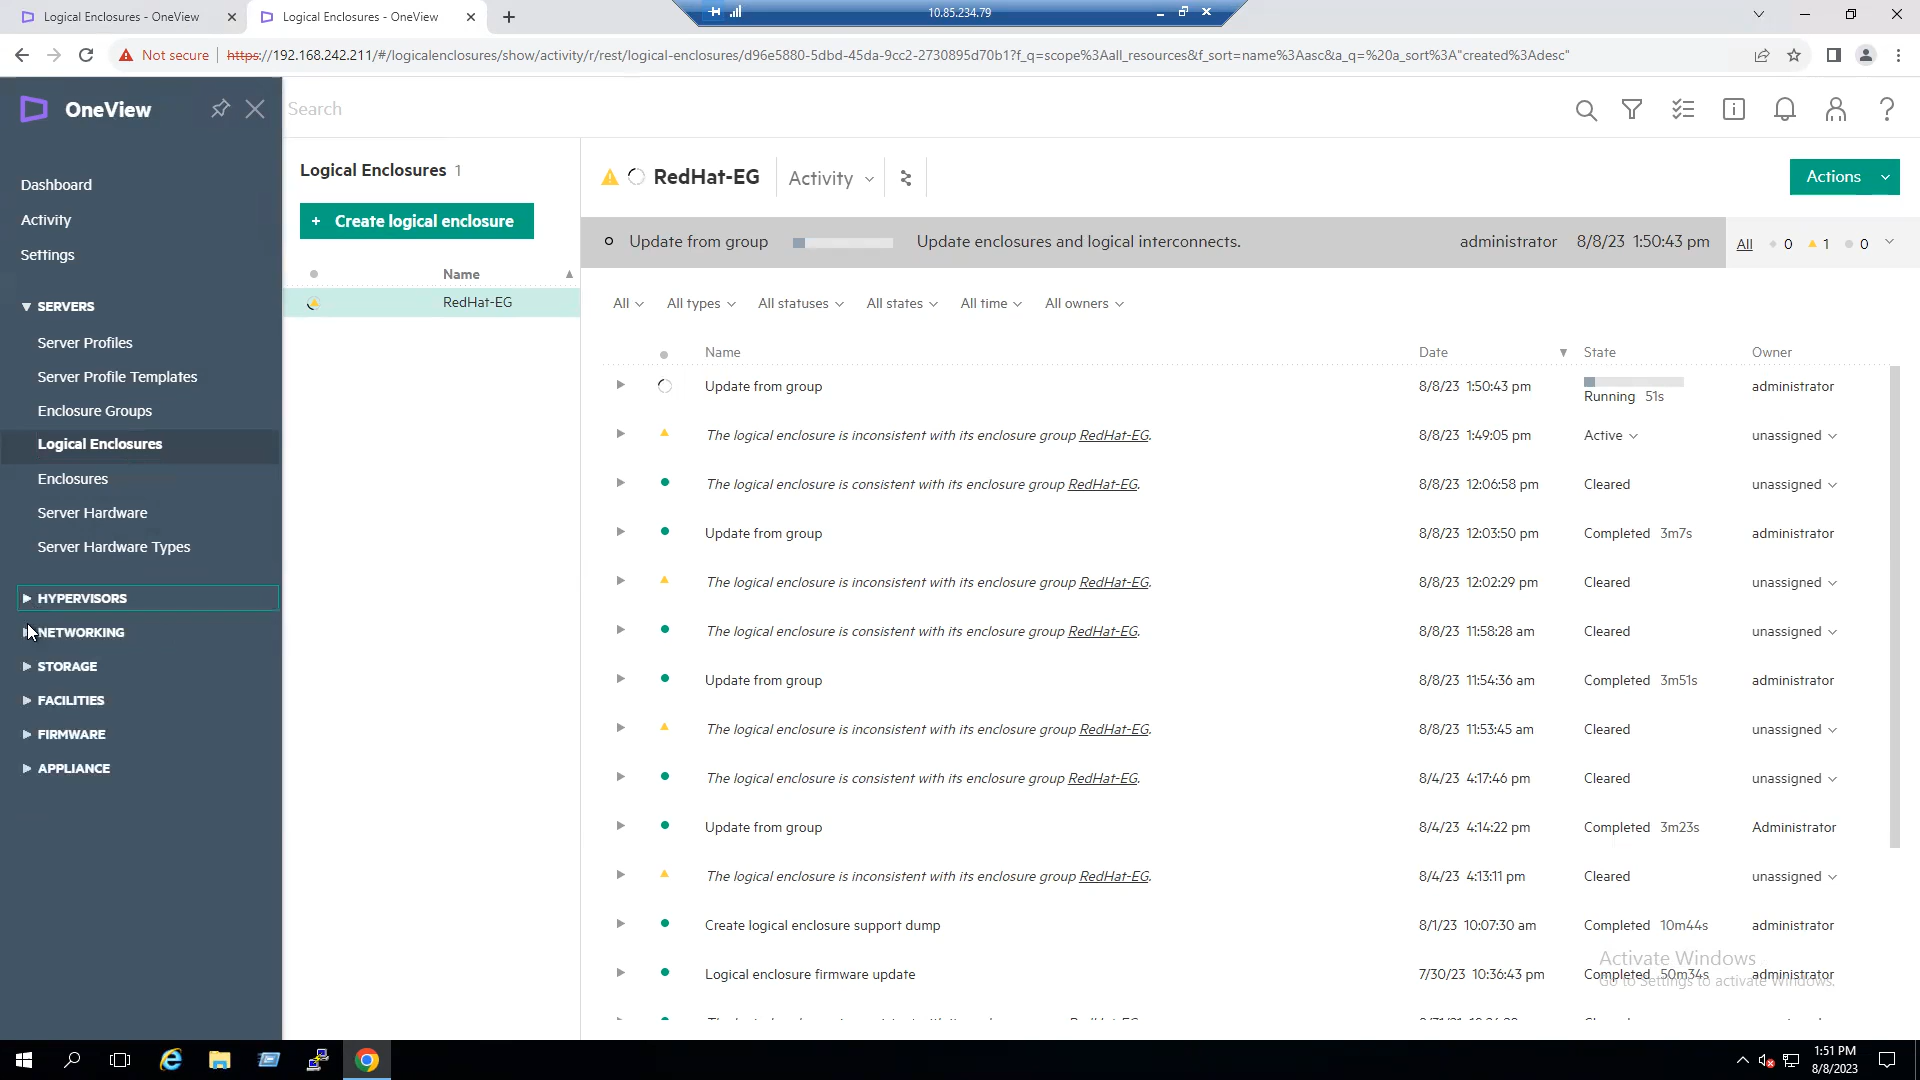 Logical Enclosures - OneView
Logical Enclosures - OneView
10.85.234.79
Not secure
https://192.168.242.211/#/logicalenclosures/show/activity/r/rest/logical-enclosures/d96e5880-5dbd-45da-9cc2-2730895d70b1?f_q=scope%3Aall_resources&f_sort=name%3Aasc&a_q=%20a_sort%3A"created%3Adesc"
OneView
Search
Dashboard
Activity
Settings
SERVERS
Server Profiles
Server Profile Templates
Enclosure Groups
Logical Enclosures
Enclosures
Server Hardware
Server Hardware Types
HYPERVISORS
NETWORKING
STORAGE
FACILITIES
FIRMWARE
APPLIANCE
Logical Enclosures 1
+ Create logical enclosure
Name
RedHat-EG
RedHat-EG Activity
Actions
Update from group Update enclosures and logical interconnects. administrator 8/8/23 1:50:43 pm All 0 1 0
All All types All statuses All states All time All owners
Name Date State Owner
Update from group 8/8/23 1:50:43 pm Running 51s administrator
The logical enclosure is inconsistent with its enclosure group RedHat-EG. 8/8/23 1:49:05 pm Active unassigned
The logical enclosure is consistent with its enclosure group RedHat-EG. 8/8/23 12:06:58 pm Cleared unassigned
Update from group 8/8/23 12:03:50 pm Completed 3m7s administrator
The logical enclosure is inconsistent with its enclosure group RedHat-EG. 8/8/23 12:02:29 pm Cleared unassigned
The logical enclosure is consistent with its enclosure group RedHat-EG. 8/8/23 11:58:28 am Cleared unassigned
Update from group 8/8/23 11:54:36 am Completed 3m51s administrator
The logical enclosure is inconsistent with its enclosure group RedHat-EG. 8/8/23 11:53:45 am Cleared unassigned
The logical enclosure is consistent with its enclosure group RedHat-EG. 8/4/23 4:17:46 pm Cleared unassigned
Update from group 8/4/23 4:14:22 pm Completed 3m23s Administrator
The logical enclosure is inconsistent with its enclosure group RedHat-EG. 8/4/23 4:13:11 pm Cleared unassigned
Create logical enclosure support dump 8/1/23 10:07:30 am Completed 10m44s administrator
Logical enclosure firmware update 7/30/23 10:36:43 pm Completed 50m34s administrator
Activate Windows
Go to Settings to activate Windows.
1:51 PM
8/8/2023